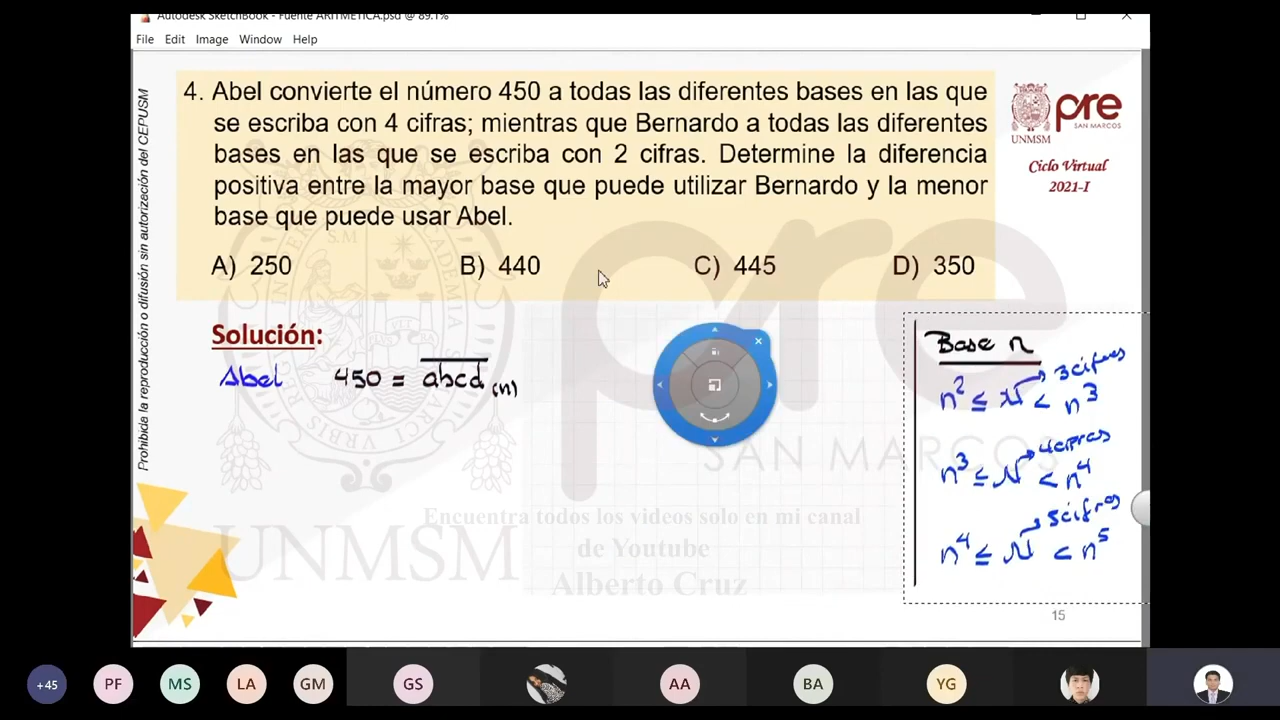 Autodesk SketchBook - Fuente ARITMETICA.psd @ 89.1%
File Edit Image Window Help
Prohibida la reproducción o difusión sin autorización del CEPUSM
4. Abel convierte el número 450 a todas las diferentes bases en las que
se escriba con 4 cifras; mientras que Bernardo a todas las diferentes
bases en las que se escriba con 2 cifras. Determine la diferencia
positiva entre la mayor base que puede utilizar Bernardo y la menor
base que puede usar Abel.
A) 250 B) 440 C) 445 D) 350
UNMSM
pre
SAN MARCOS
Ciclo Virtual
2021-I
Solución:
Abel 450 = abcd (n)
Base n
n² ≤ N < n³ 3 cifras
n³ ≤ N < n⁴ 4 cifras
n⁴ ≤ N < n⁵ 5 cifras
pre
SAN MARCOS
UNMSM
Encuentra todos los videos solo en mi canal
de Youtube
Alberto Cruz
15
+45 PF MS LA GM GS AA BA YG